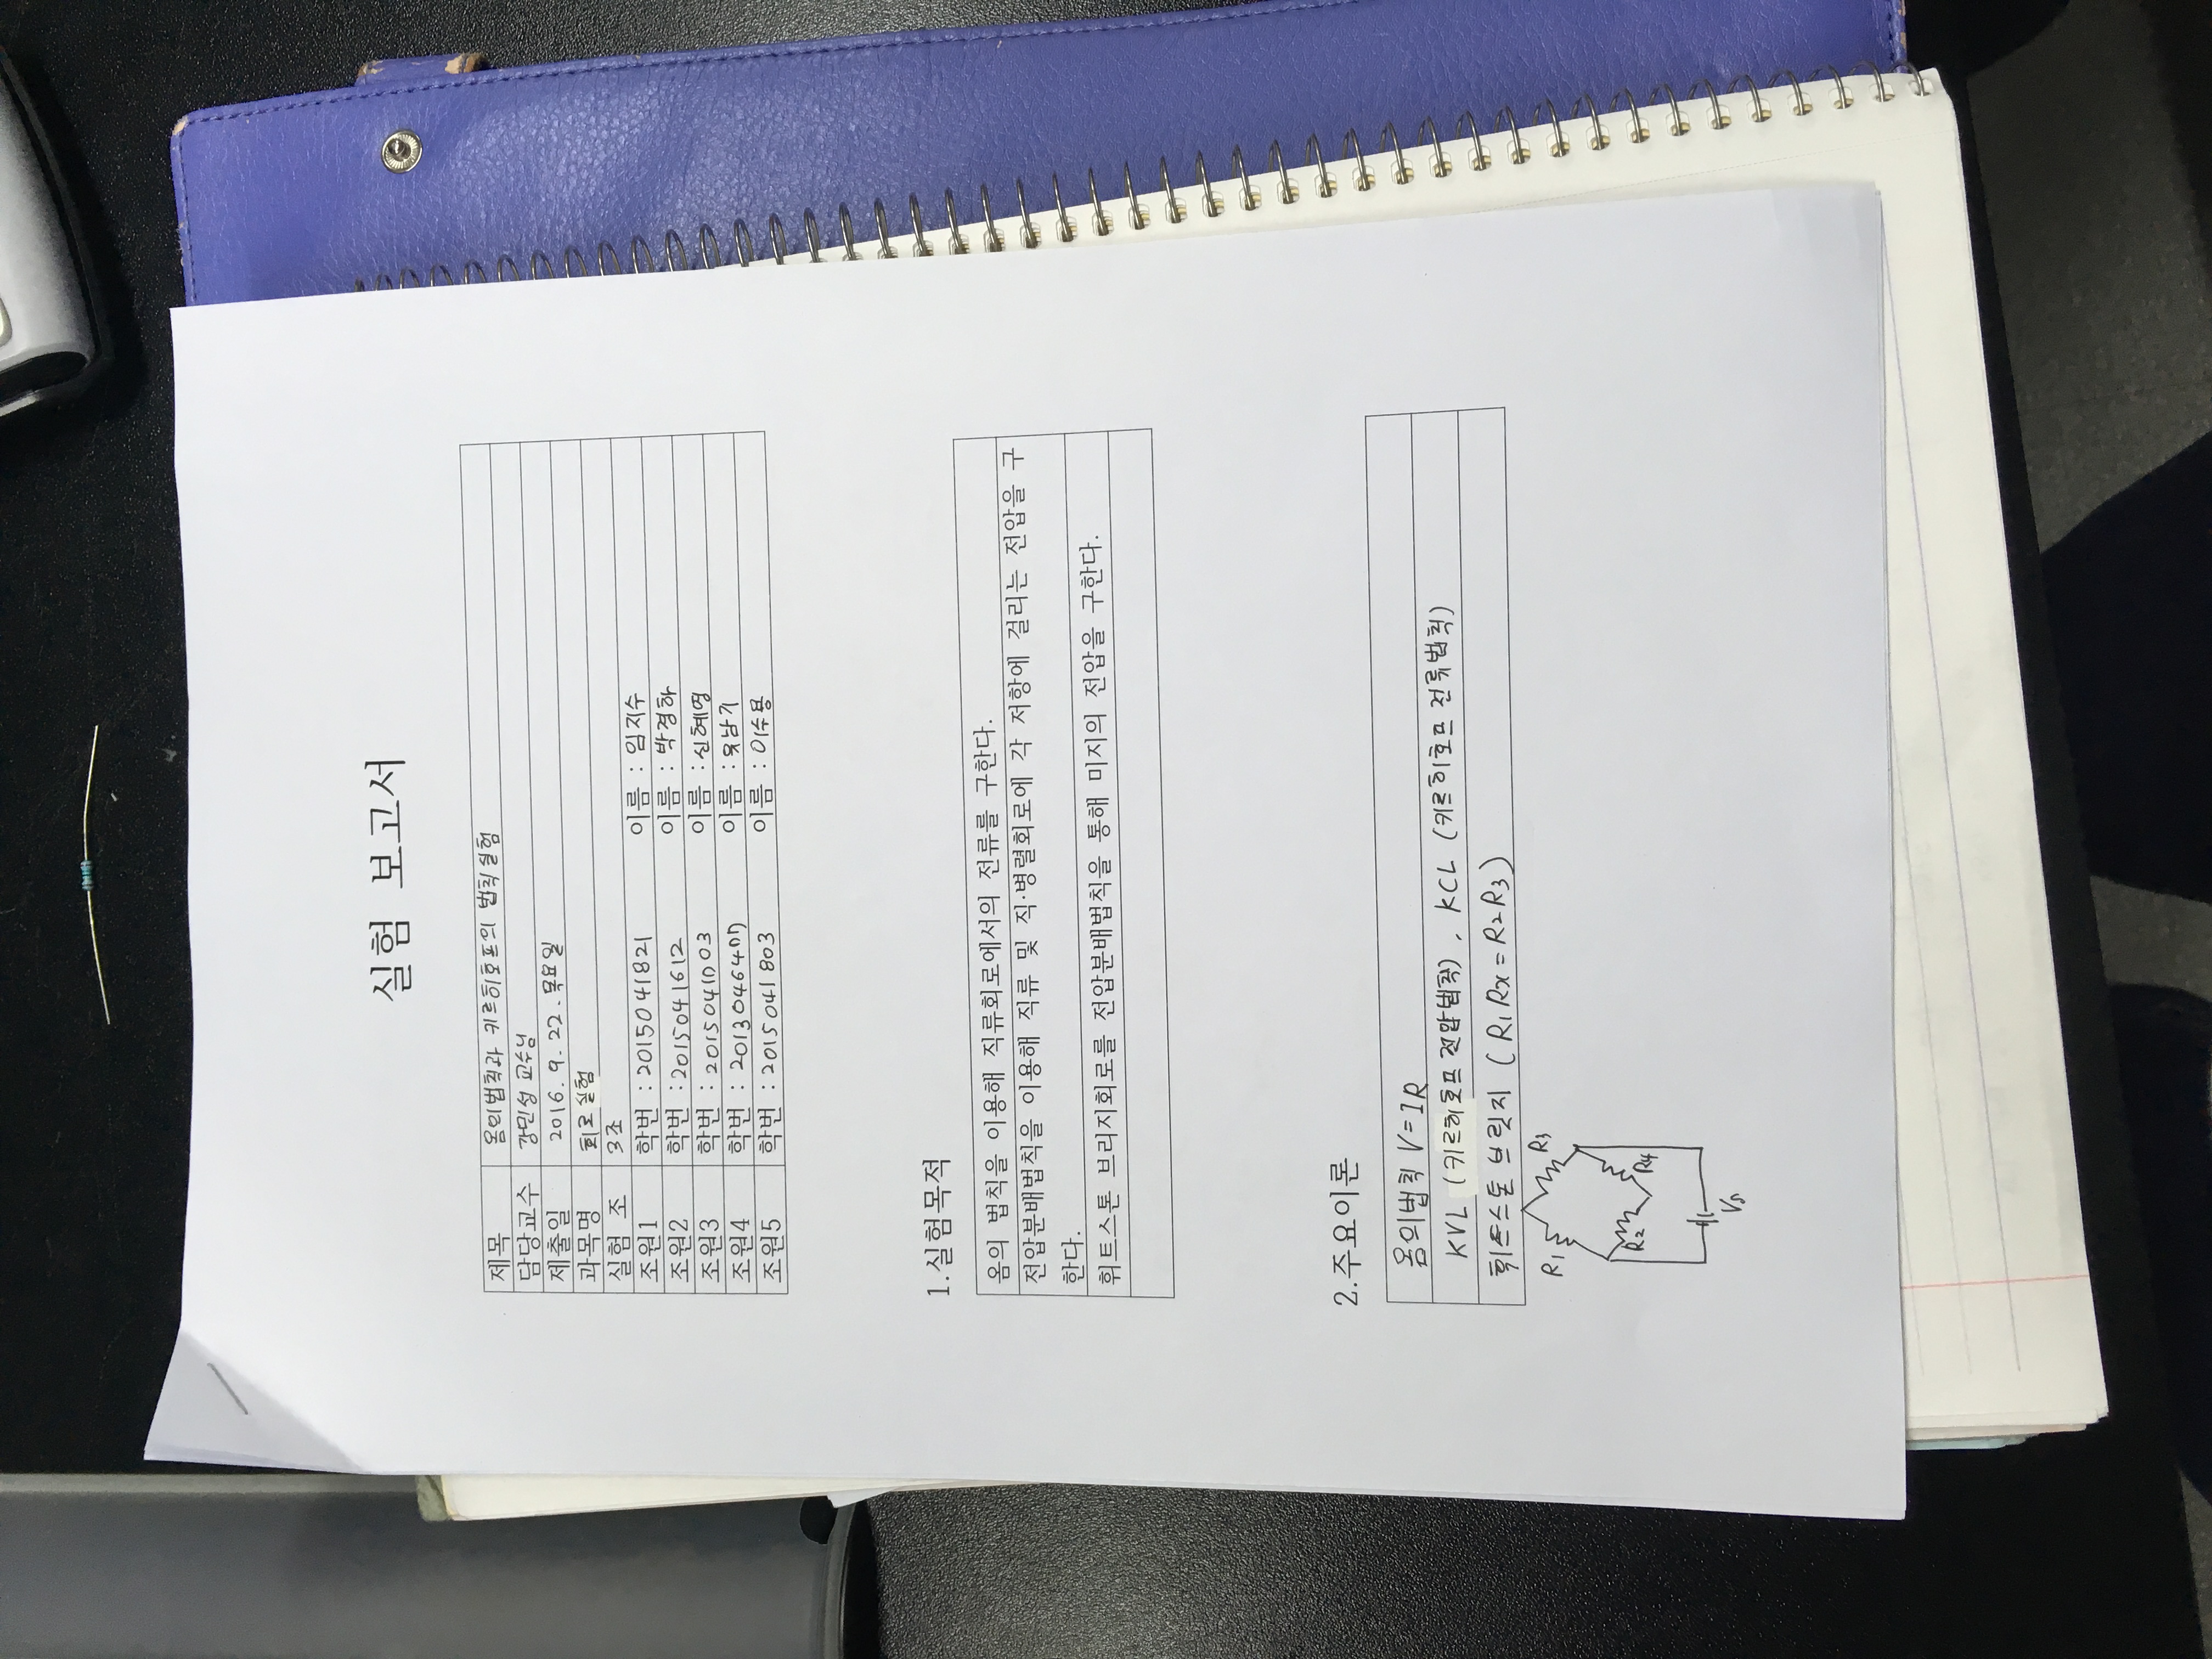 실험 보고서
제목 옴의법칙과 키르히호프의 법칙실험
담당교수 강민성 교수님
제출일 2016. 9. 22. 목요일
과목명 회로실험
실험 조 3조
조원1 학번 : 2015041821 이름 : 임지수
조원2 학번 : 2015041612 이름 : 박경하
조원3 학번 : 이름 : 신혜영
조원4 학번 : 이름 : 육남기
조원5 학번 : 2015041803 이름 : 이수용
1.실험목적
옴의 법칙을 이용해 직류회로에서의 전류를 구한다.
전압분배법칙을 이용해 직류 및 직·병렬회로에 각 저항에 걸리는 전압을 구
한다.
휘트스톤 브리지회로를 전압분배법칙을 통해 미지의 전압을 구한다.
2.주요이론
옴의법칙 V=IR
KVL (키르히호프 전압법칙), KCL (키르히호프 전류법칙)
휘트스톤 브릿지 (R1Rx=R2R3)
R1 R3
R2 R4
Vs